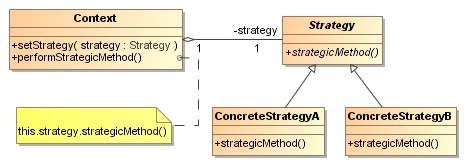 Context
+setStrategy( strategy : Strategy )
+performStrategicMethod()
1
-strategy
1
Strategy
+strategicMethod()
this.strategy.strategicMethod()
ConcreteStrategyA
+strategicMethod()
ConcreteStrategyB
+strategicMethod()